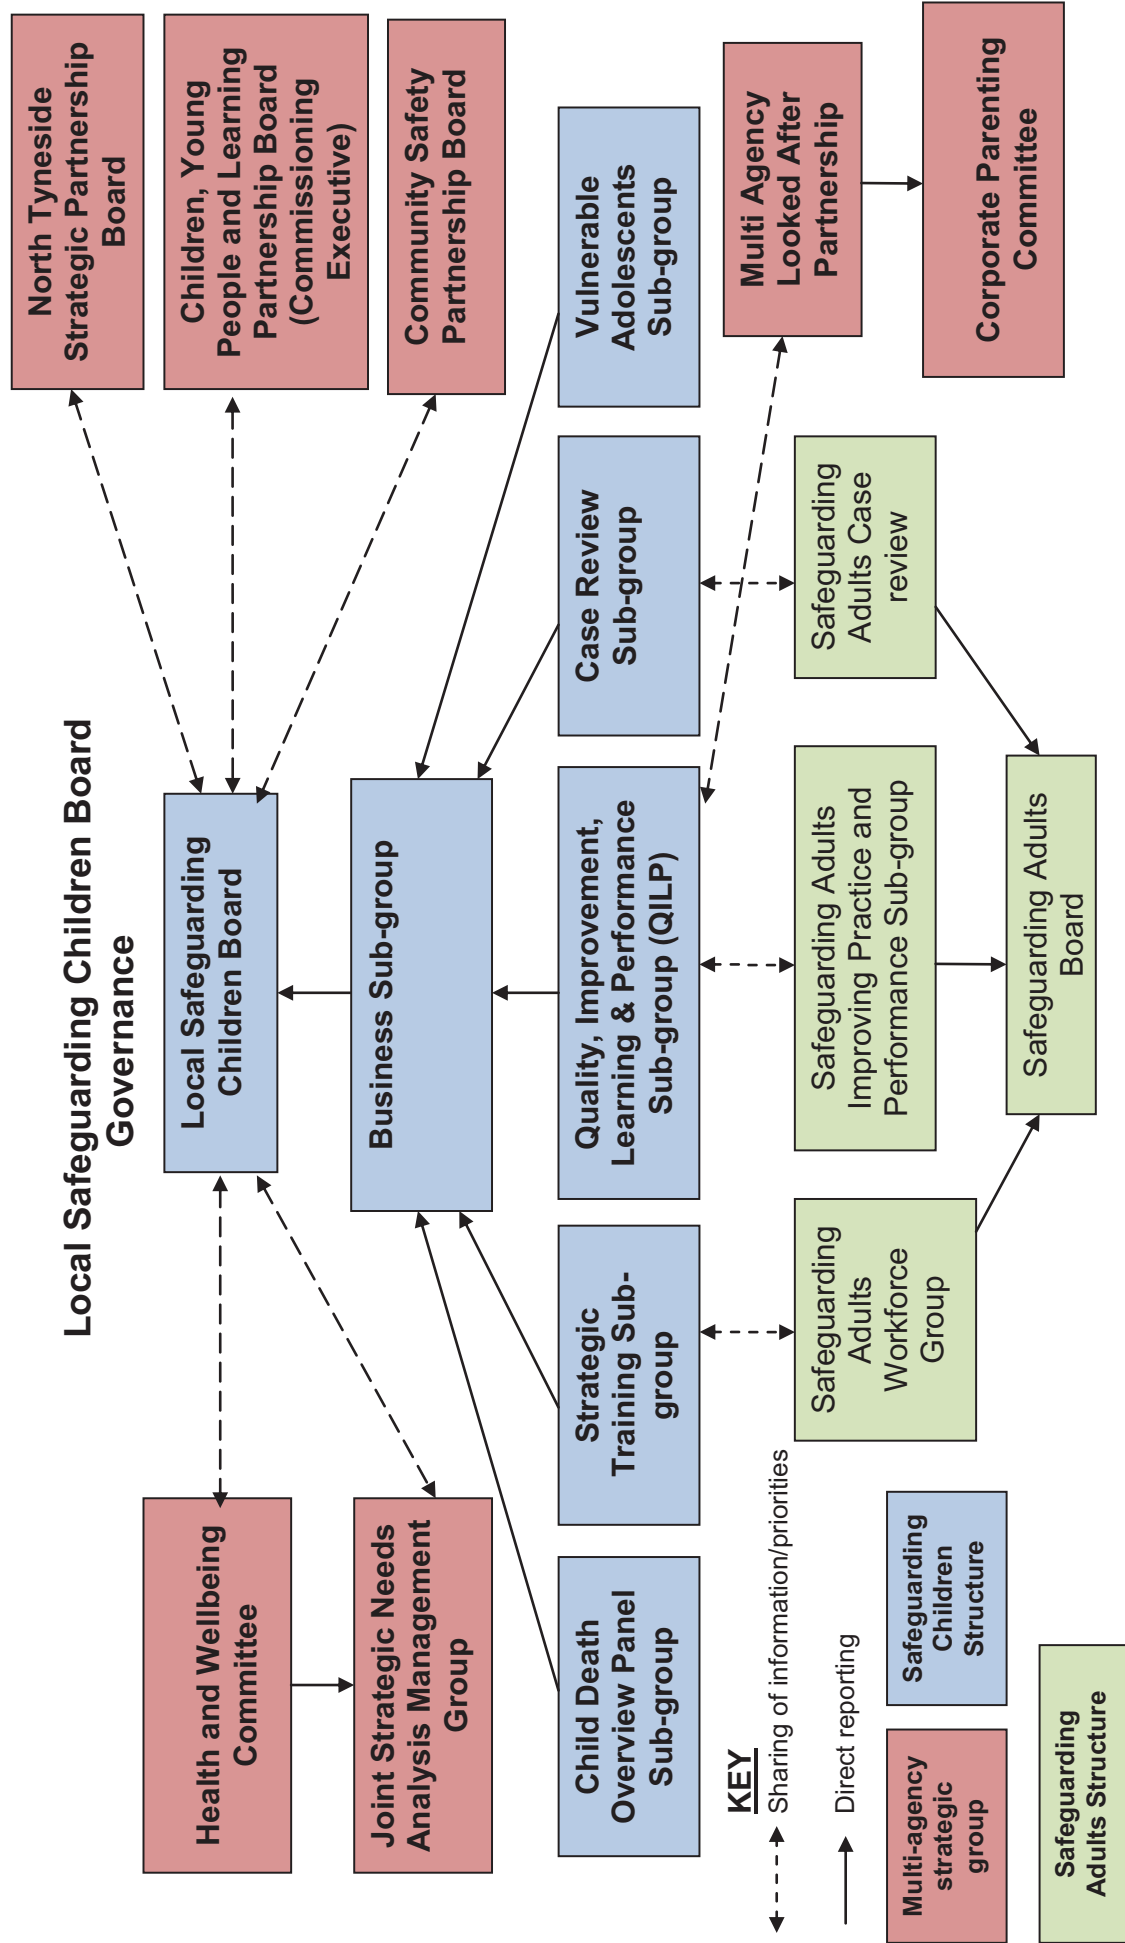 Local Safeguarding Children Board
Governance
Health and Wellbeing
Committee
Joint Strategic Needs
Analysis Management
Group
Local Safeguarding
Children Board
North Tyneside
Strategic Partnership
Board
Children, Young
People and Learning
Partnership Board
(Commissioning
Executive)
Community Safety
Partnership Board
Business Sub-group
Child Death
Overview Panel
Sub-group
Strategic
Training Sub-
group
Quality, Improvement,
Learning & Performance
Sub-group (QILP)
Case Review
Sub-group
Vulnerable
Adolescents
Sub-group
Safeguarding
Adults
Workforce
Group
Safeguarding Adults
Improving Practice and
Performance Sub-group
Safeguarding
Adults Case
review
Multi Agency
Looked After
Partnership
Safeguarding Adults
Board
Corporate Parenting
Committee
KEY
Sharing of information/priorities
Direct reporting
Multi-agency
strategic
group
Safeguarding
Children
Structure
Safeguarding
Adults Structure